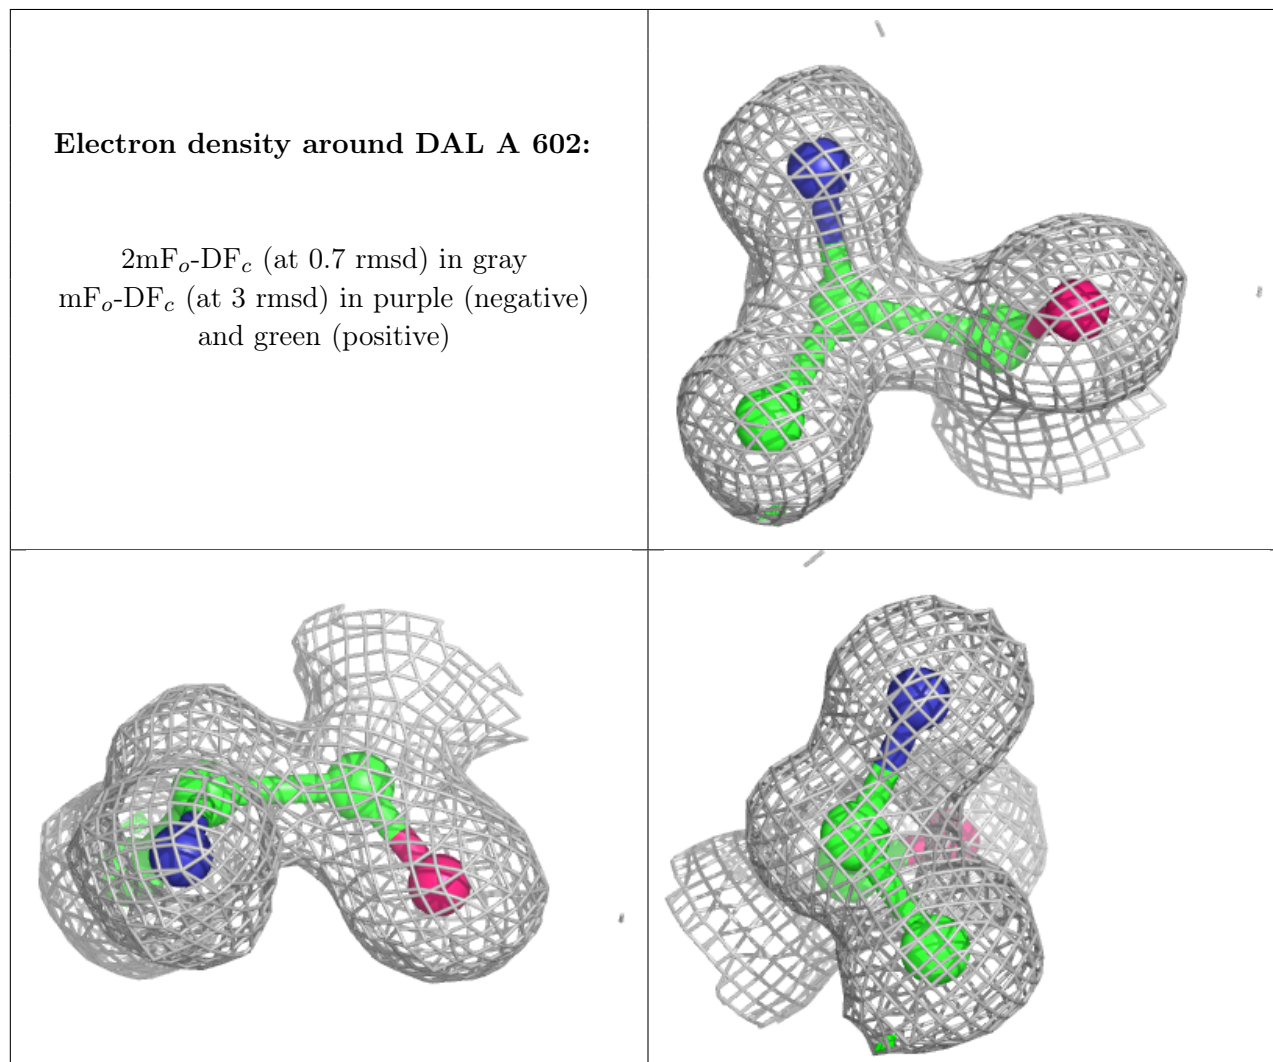 Electron density around DAL A 602:
2mFₒ-DF𝒸 (at 0.7 rmsd) in gray
mFₒ-DF𝒸 (at 3 rmsd) in purple (negative)
and green (positive)